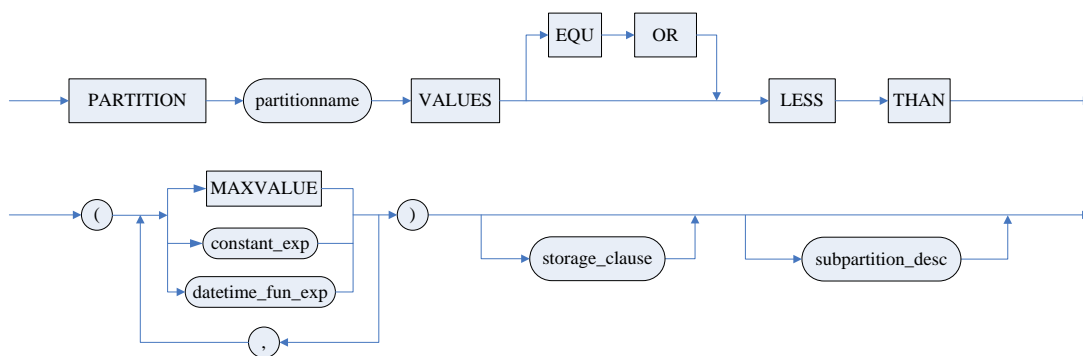 EQU OR
PARTITION partitionname VALUES LESS THAN
( MAXVALUE )
constant_exp storage_clause subpartition_desc
datetime_fun_exp
,